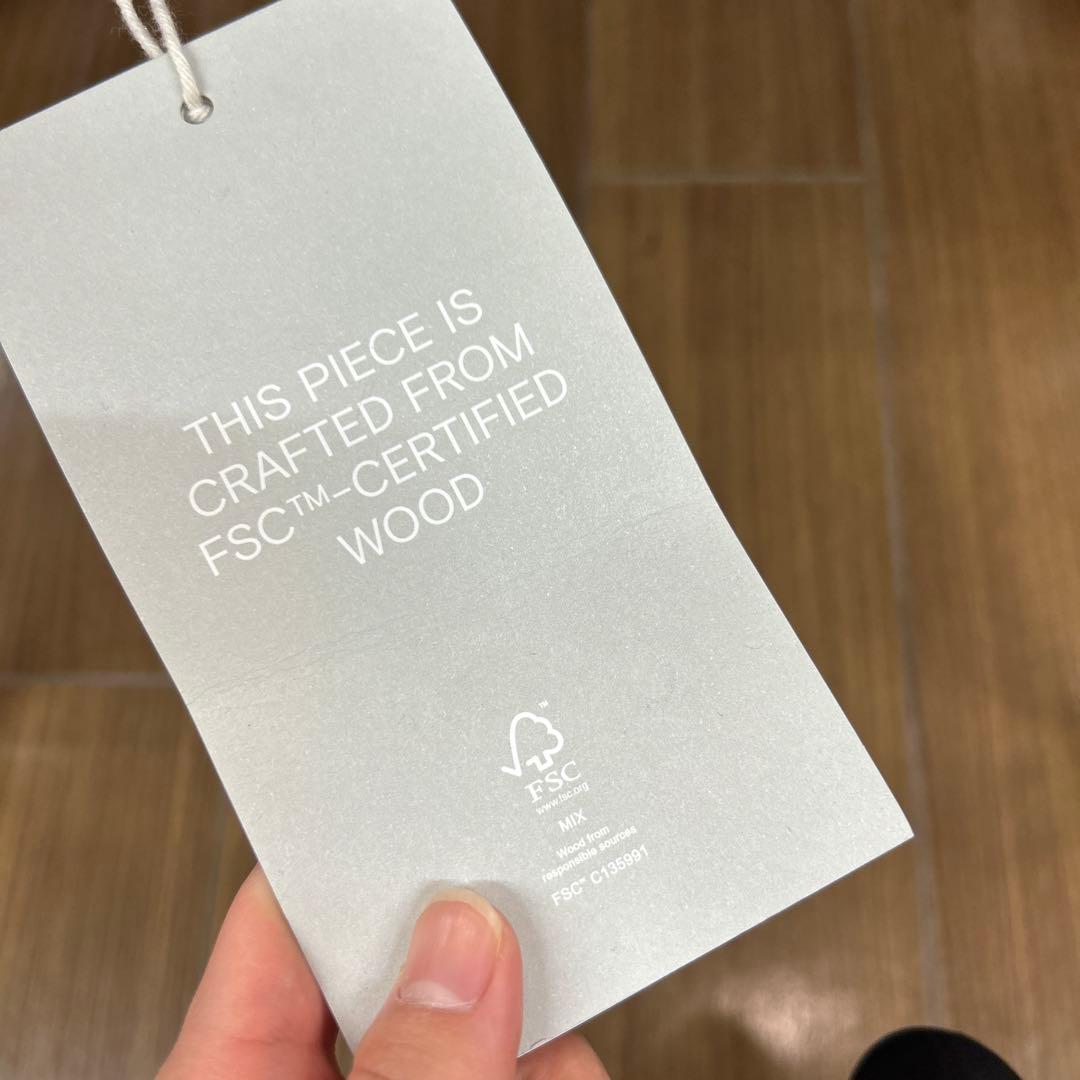 THIS PIECE IS
CRAFTED FROM
FSC™-CERTIFIED
WOOD
™
FSC
www.fsc.org
MIX
Wood from
responsible sources
FSC™ C135991